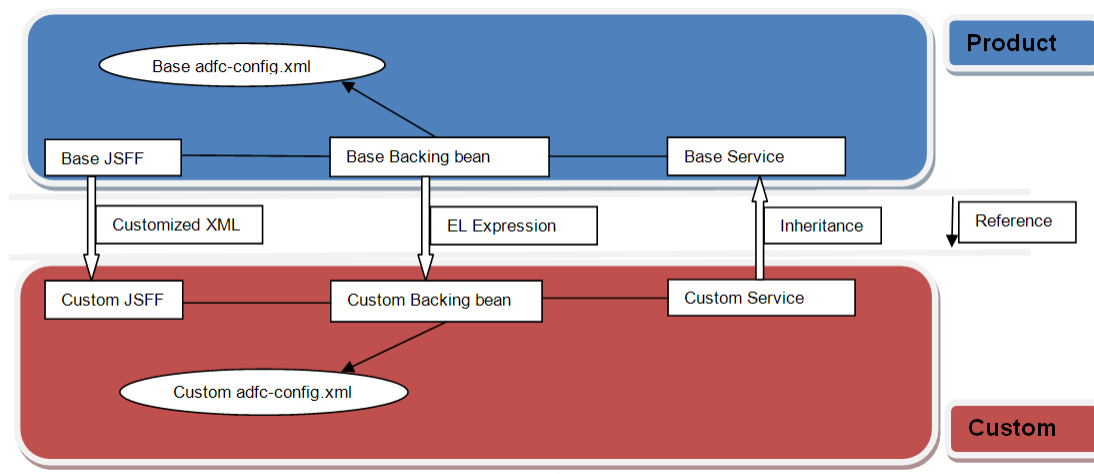 Product
Base adfc-config.xml
Base JSFF
Base Backing bean
Base Service
Customized XML
EL Expression
Inheritance
Reference
Custom JSFF
Custom Backing bean
Custom Service
Custom adfc-config.xml
Custom